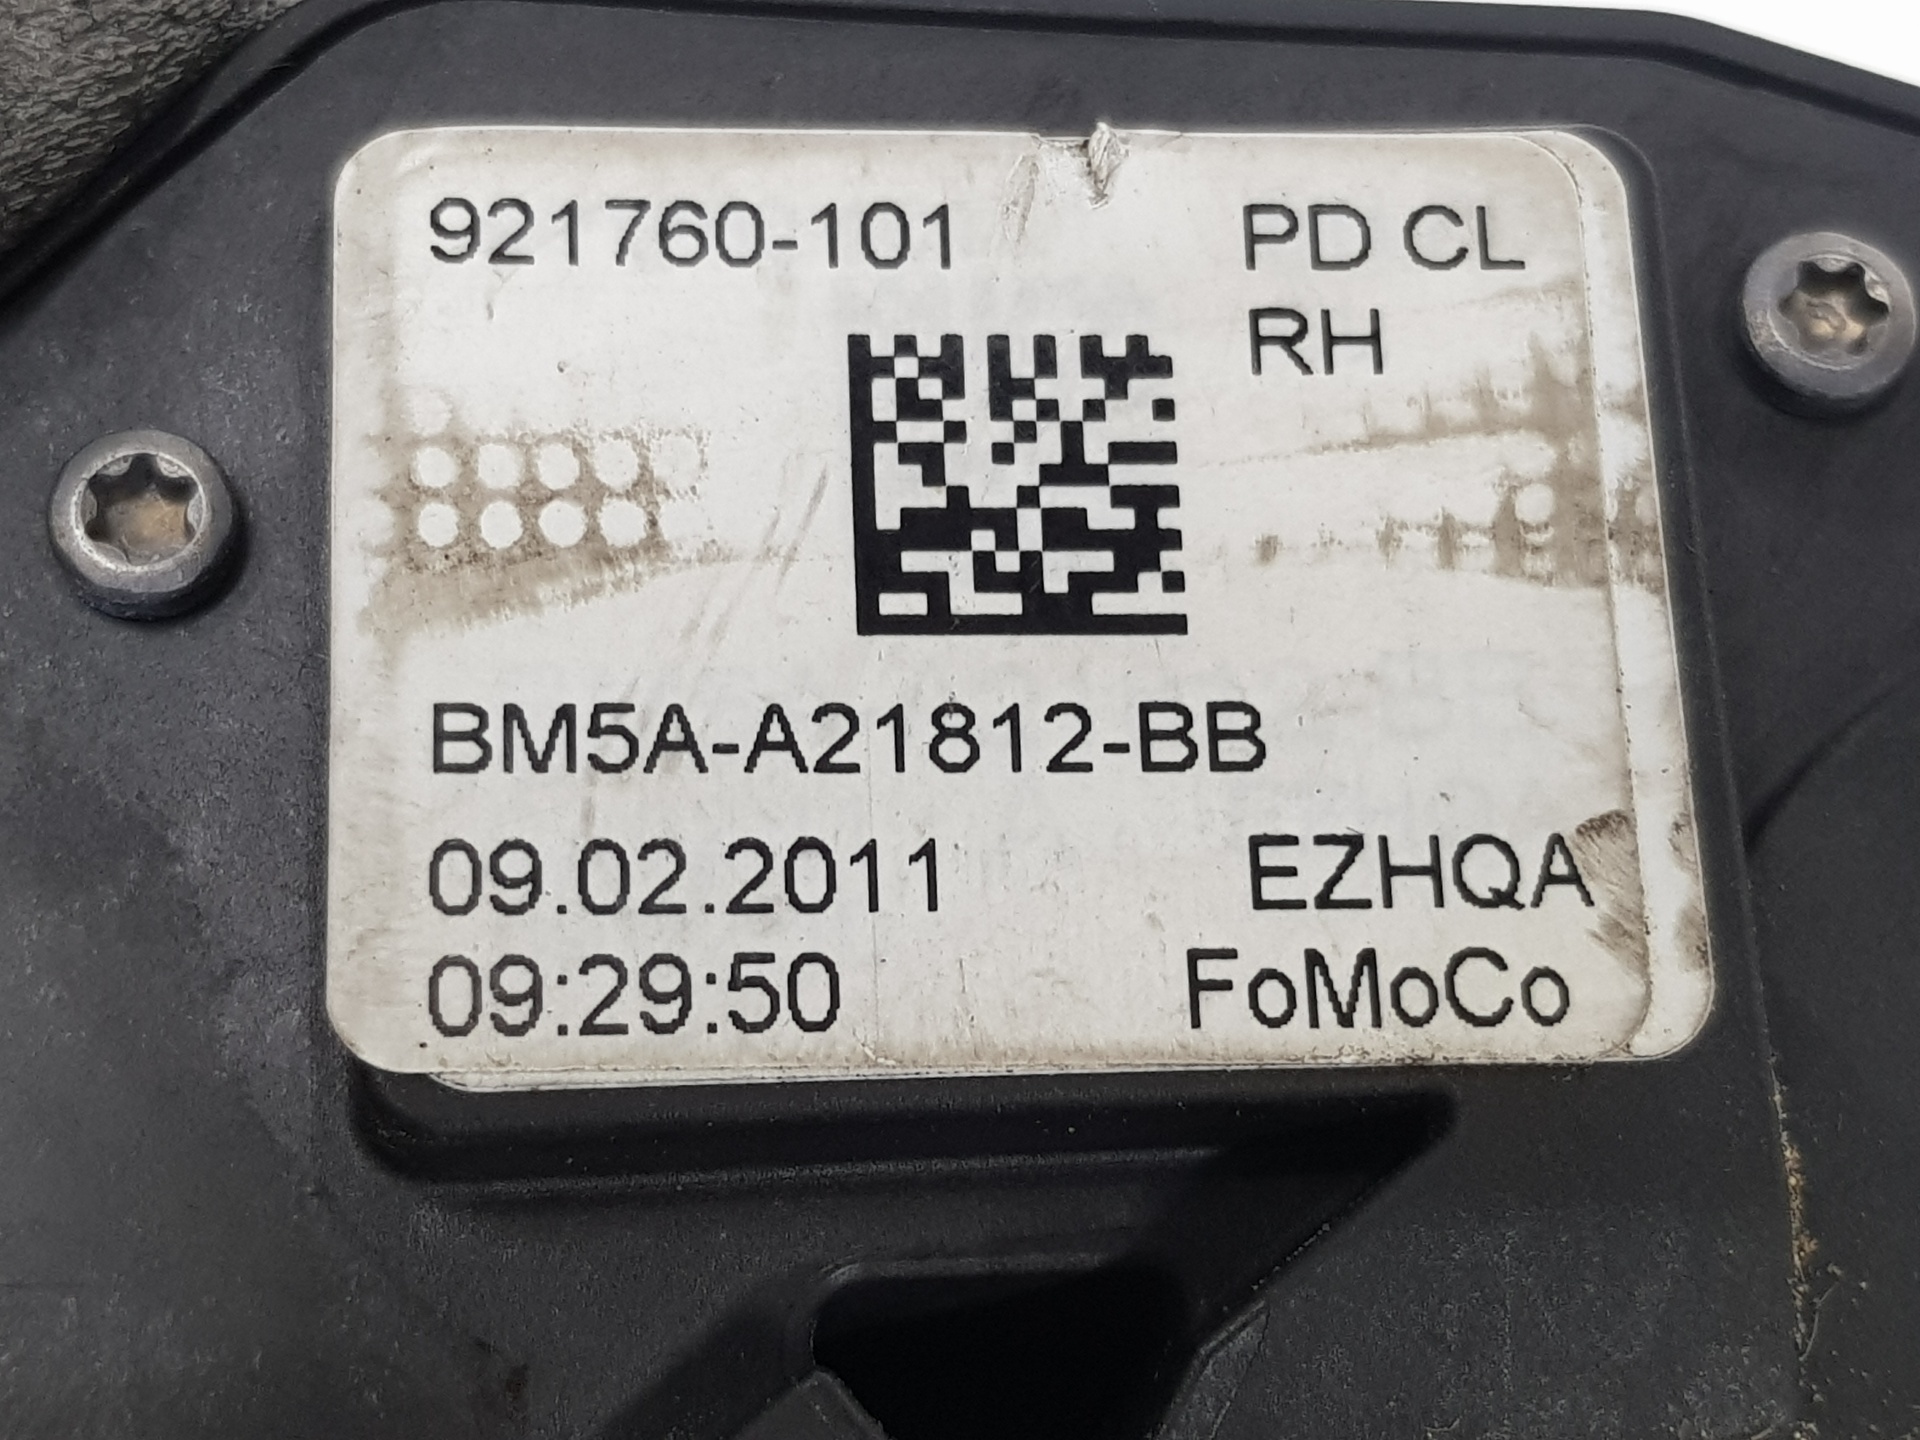 921760-101 PD CL
RH
BM5A-A21812-BB
09.02.2011 EZHQA
09:29:50 FoMoCo